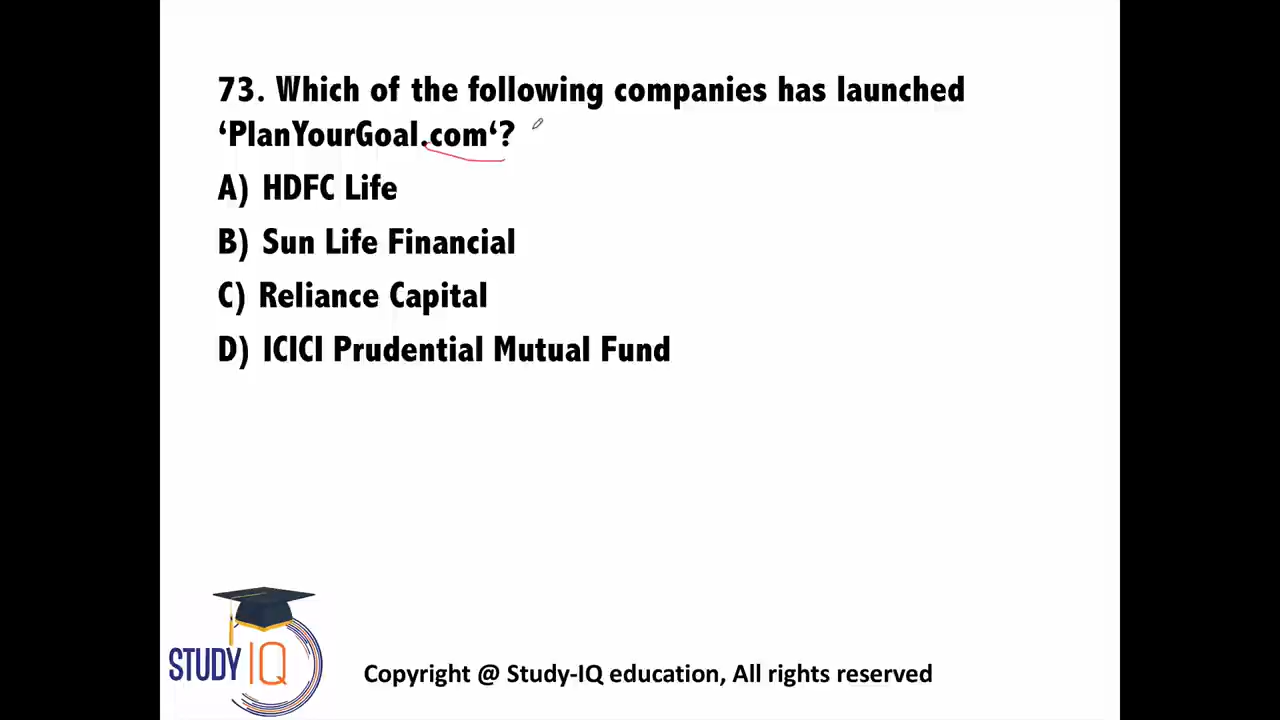 73. Which of the following companies has launched
‘PlanYourGoal.com‘?
A) HDFC Life
B) Sun Life Financial
C) Reliance Capital
D) ICICI Prudential Mutual Fund
STUDY IQ
Copyright @ Study-IQ education, All rights reserved